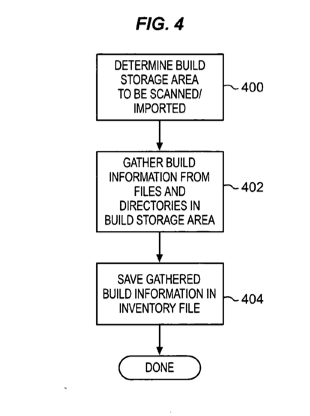 FIG. 4
DETERMINE BUILD
STORAGE AREA
TO BE SCANNED/
IMPORTED
400
GATHER BUILD
INFORMATION FROM
FILES AND
DIRECTORIES IN
BUILD STORAGE AREA
402
SAVE GATHERED
BUILD INFORMATION IN
INVENTORY FILE
404
DONE